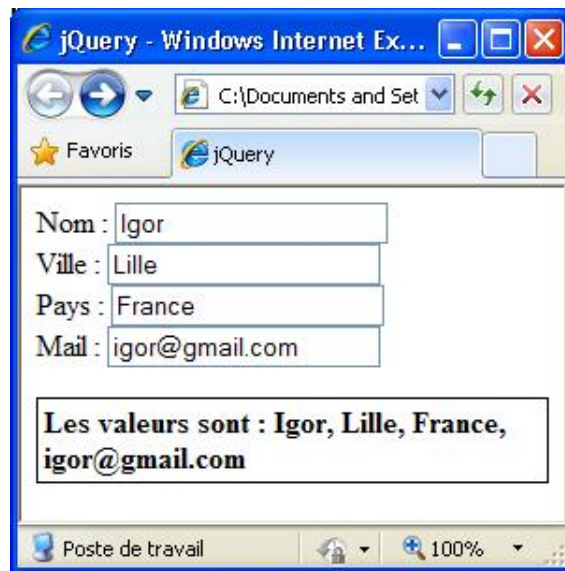 jQuery - Windows Internet Ex...
C:\Documents and Set
Favoris
jQuery
Nom : Igor
Ville : Lille
Pays : France
Mail : igor@gmail.com
Les valeurs sont : Igor, Lille, France,
igor@gmail.com
Poste de travail
100%